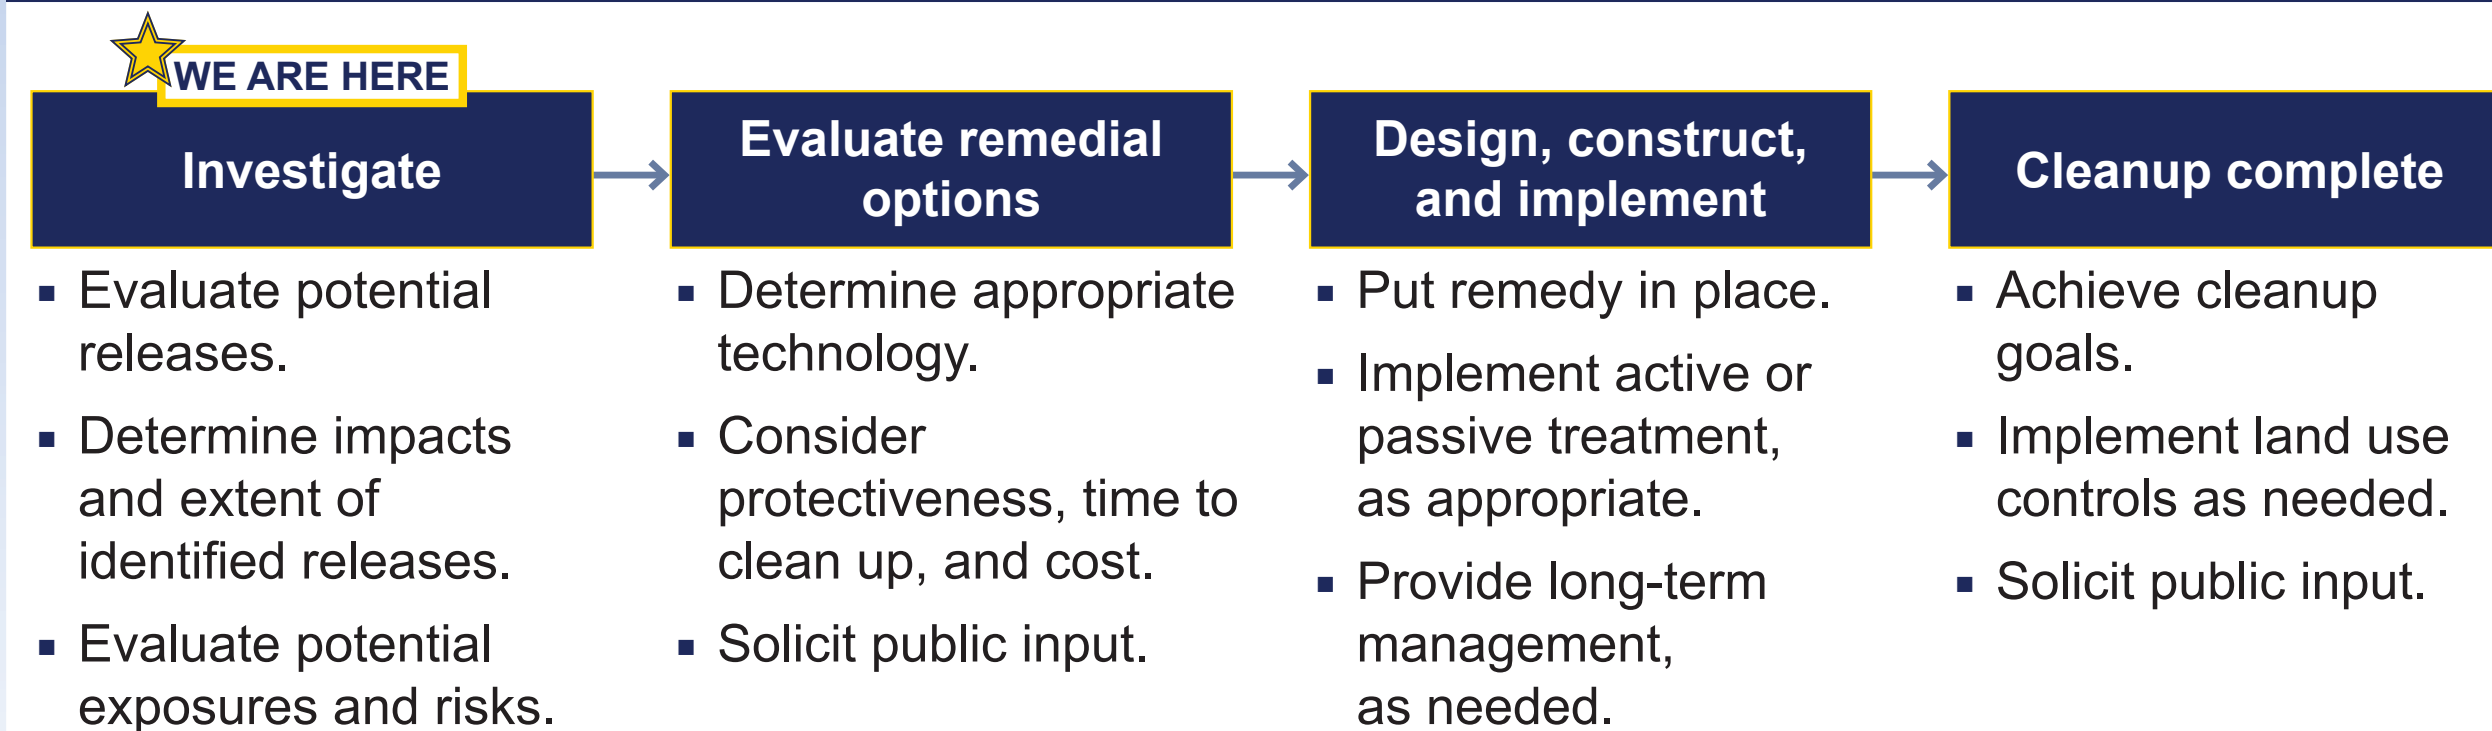 WE ARE HERE
Investigate
▪ Evaluate potential
releases.
▪ Determine impacts
and extent of
identified releases.
▪ Evaluate potential
exposures and risks.
Evaluate remedial
options
▪ Determine appropriate
technology.
▪ Consider
protectiveness, time to
clean up, and cost.
▪ Solicit public input.
Design, construct,
and implement
▪ Put remedy in place.
▪ Implement active or
passive treatment,
as appropriate.
▪ Provide long-term
management,
as needed.
Cleanup complete
▪ Achieve cleanup
goals.
▪ Implement land use
controls as needed.
▪ Solicit public input.